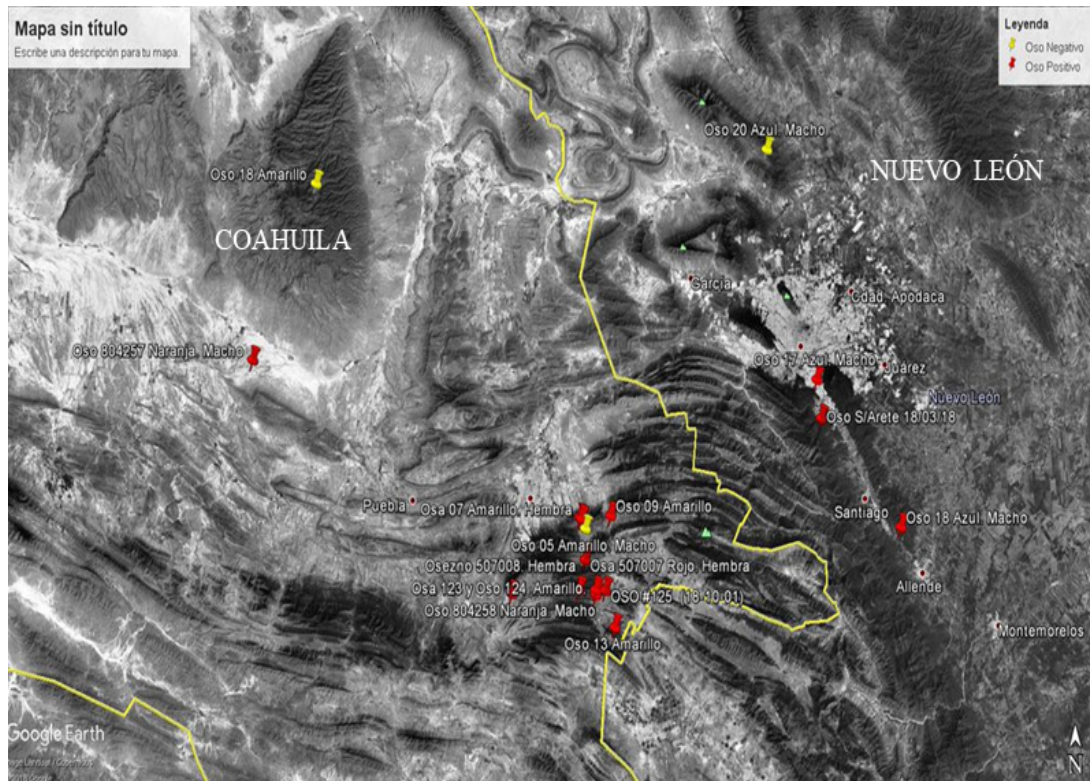 Mapa sin título
Escribe una descripción para tu mapa.
Leyenda
Oso Negativo
Oso Positivo
Oso 20 Azul. Macho
NUEVO LEÓN
Oso 18 Amarillo
COAHUILA
García
Cdad. Apodaca
Oso 804257 Naranja. Macho
Oso 17 Azul. Macho
Juárez
Nuevo León
Oso S/Arete 18/03/18
Puebla
Osa 07 Amarillo. Hembra
Oso 09 Amarillo
Santiago
Oso 18 Azul. Macho
Oso 05 Amarillo. Macho
Osezno 507008. Hembra
Osa 507007 Rojo. Hembra
Allende
Osa 123 y Oso 124. Amarillo.
OSO #125. (18-10-01)
Oso 804258 Naranja. Macho
Montemorelos
Oso 13 Amarillo
Google Earth
N